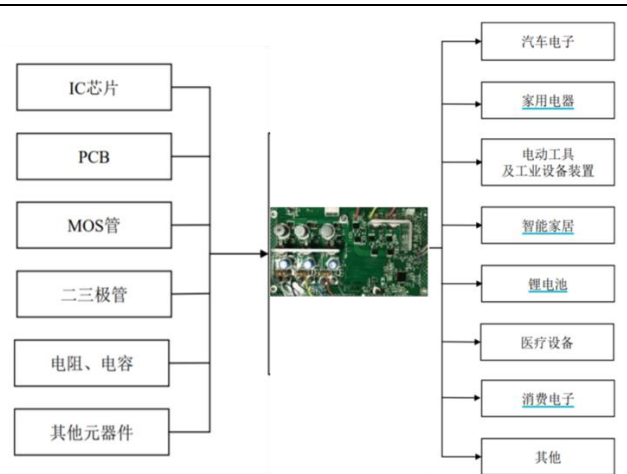 IC芯片
PCB
MOS管
二三极管
电阻、电容
其他元器件
汽车电子
家用电器
电动工具
及工业设备装置
智能家居
锂电池
医疗设备
消费电子
其他